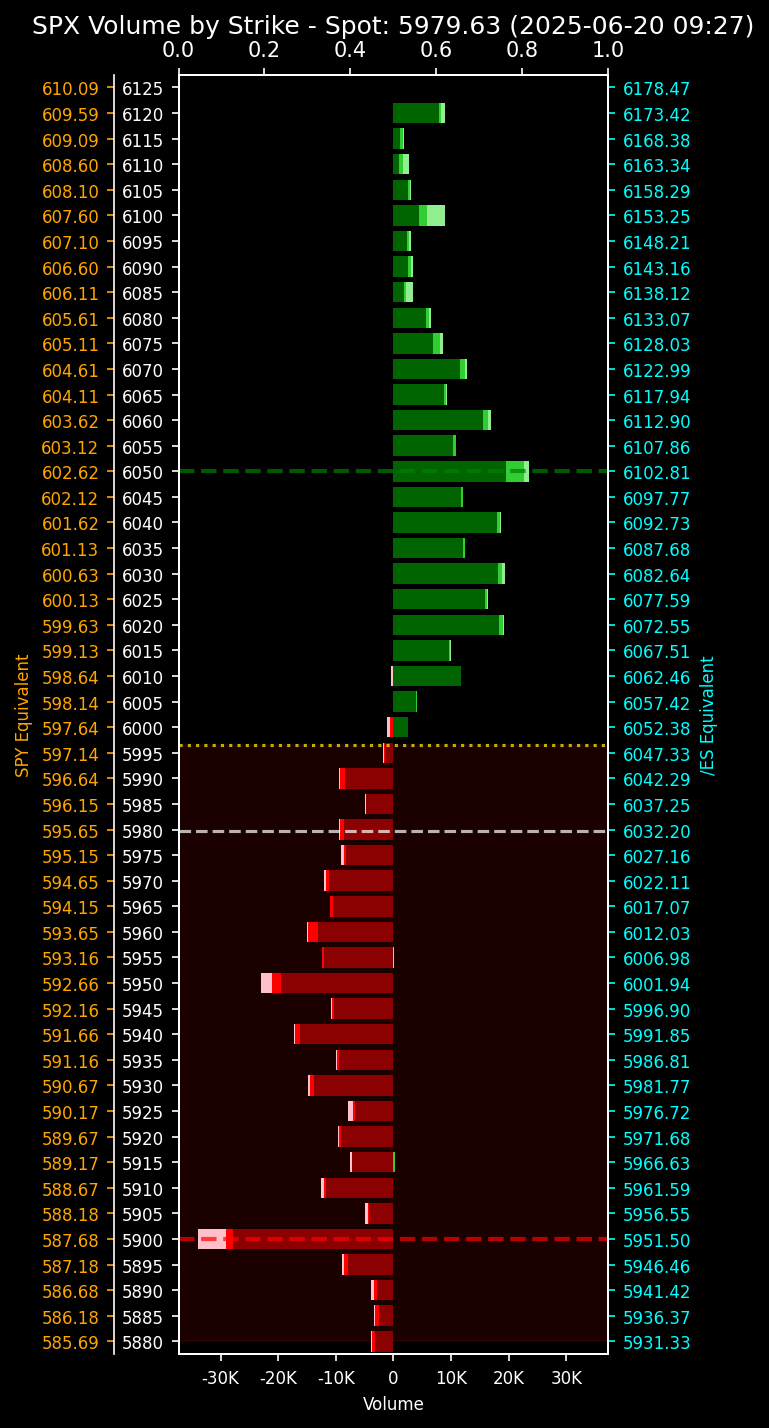 SPX Volume by Strike - Spot: 5979.63 (2025-06-20 09:27)
0.0 0.2 0.4 0.6 0.8 1.0
610.09 6125 6178.47
609.59 6120 6173.42
609.09 6115 6168.38
608.60 6110 6163.34
608.10 6105 6158.29
607.60 6100 6153.25
607.10 6095 6148.21
606.60 6090 6143.16
606.11 6085 6138.12
605.61 6080 6133.07
605.11 6075 6128.03
604.61 6070 6122.99
604.11 6065 6117.94
603.62 6060 6112.90
603.12 6055 6107.86
602.62 6050 6102.81
602.12 6045 6097.77
601.62 6040 6092.73
601.13 6035 6087.68
600.63 6030 6082.64
600.13 6025 6077.59
599.63 6020 6072.55
599.13 6015 6067.51
598.64 6010 6062.46
598.14 6005 6057.42
597.64 6000 6052.38
597.14 5995 6047.33
596.64 5990 6042.29
596.15 5985 6037.25
595.65 5980 6032.20
595.15 5975 6027.16
594.65 5970 6022.11
594.15 5965 6017.07
593.65 5960 6012.03
593.16 5955 6006.98
592.66 5950 6001.94
592.16 5945 5996.90
591.66 5940 5991.85
591.16 5935 5986.81
590.67 5930 5981.77
590.17 5925 5976.72
589.67 5920 5971.68
589.17 5915 5966.63
588.67 5910 5961.59
588.18 5905 5956.55
587.68 5900 5951.50
587.18 5895 5946.46
586.68 5890 5941.42
586.18 5885 5936.37
585.69 5880 5931.33
SPY Equivalent
/ES Equivalent
-30K -20K -10K 0 10K 20K 30K
Volume